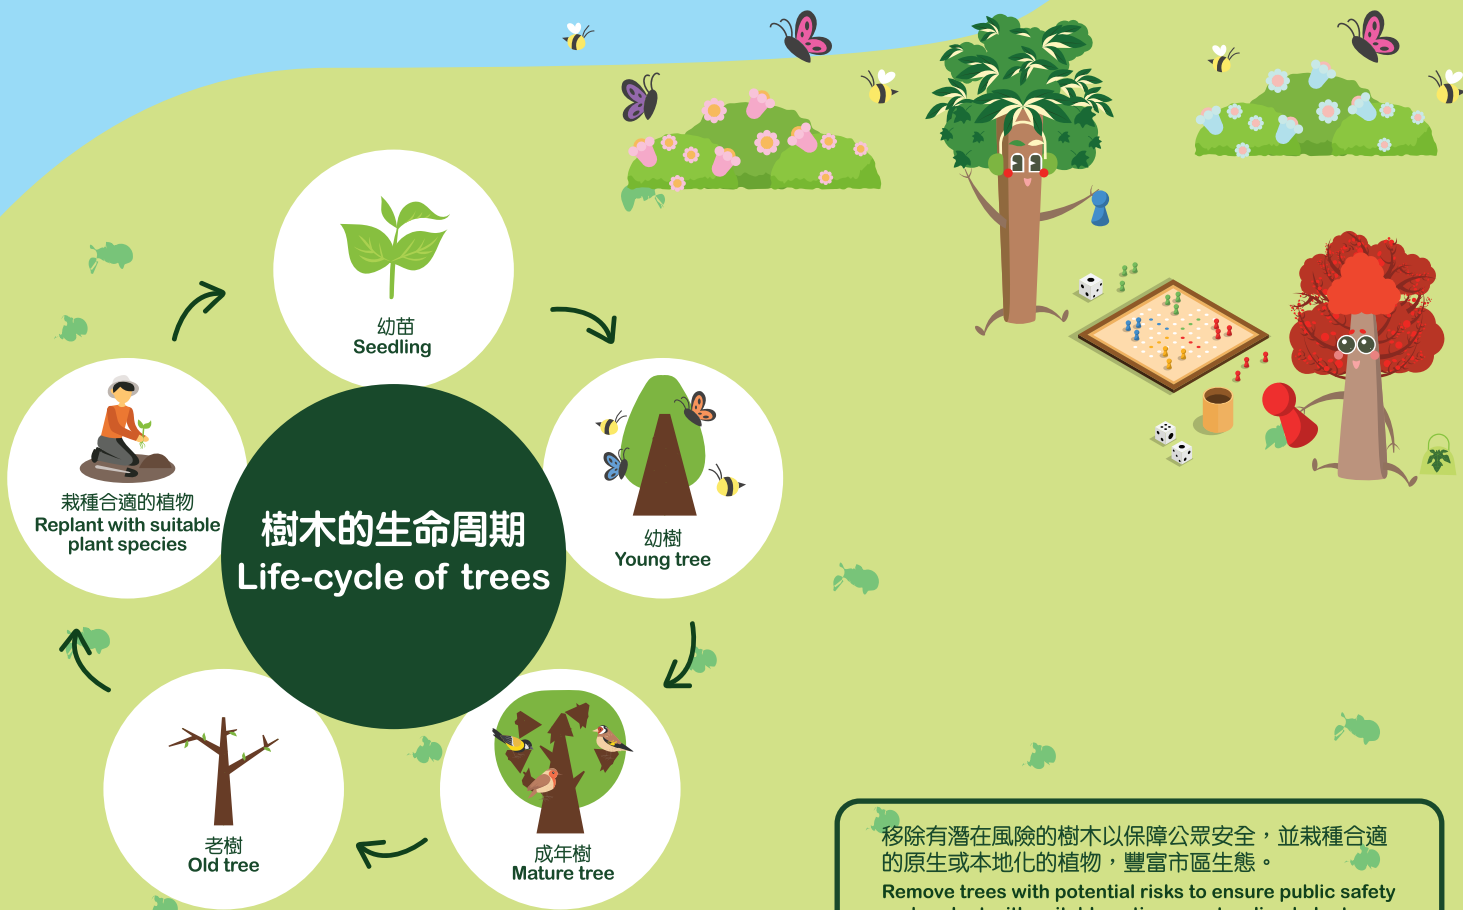 幼苗
Seedling
栽種合適的植物
Replant with suitable
plant species
幼樹
Young tree
樹木的生命周期
Life-cycle of trees
老樹
Old tree
成年樹
Mature tree
移除有潛在風險的樹木以保障公眾安全，並栽種合適
的原生或本地化的植物，豐富市區生態。
Remove trees with potential risks to ensure public safety